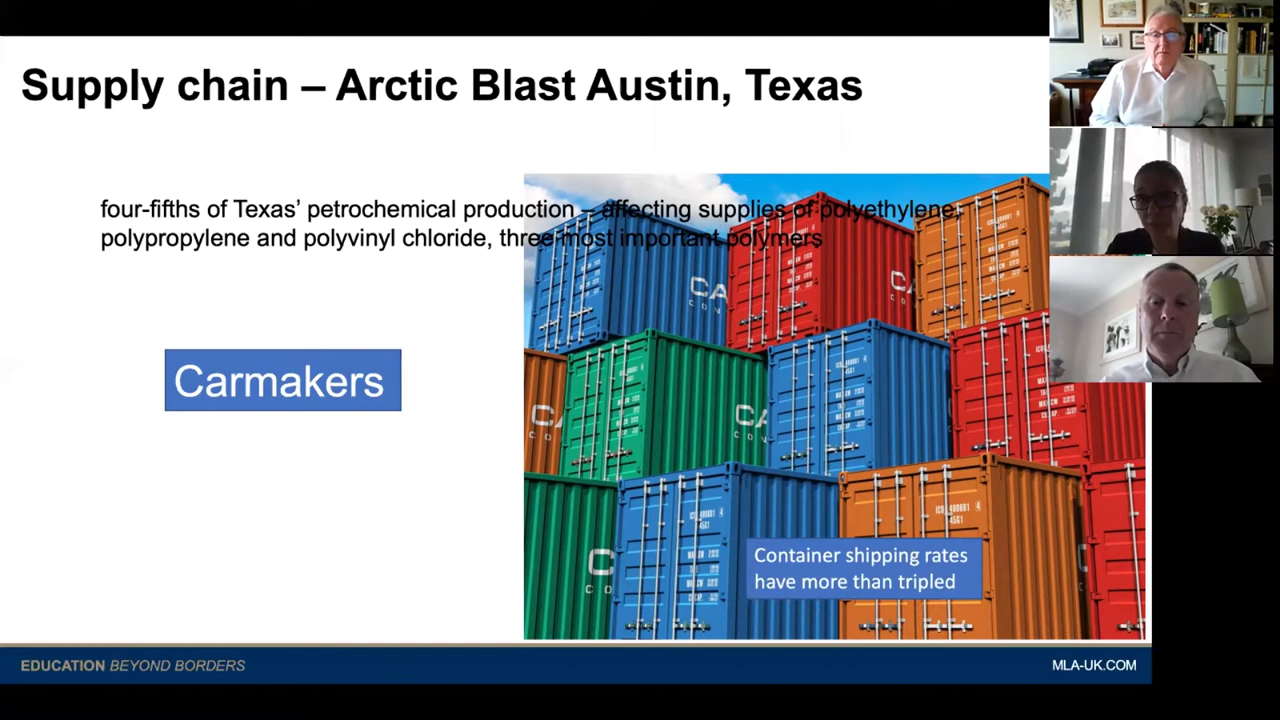 Supply chain – Arctic Blast Austin, Texas
four-fifths of Texas’ petrochemical production – affecting supplies of polyethylene,
polypropylene and polyvinyl chloride, three most important polymers
Carmakers
Container shipping rates
have more than tripled
EDUCATION BEYOND BORDERS
MLA-UK.COM